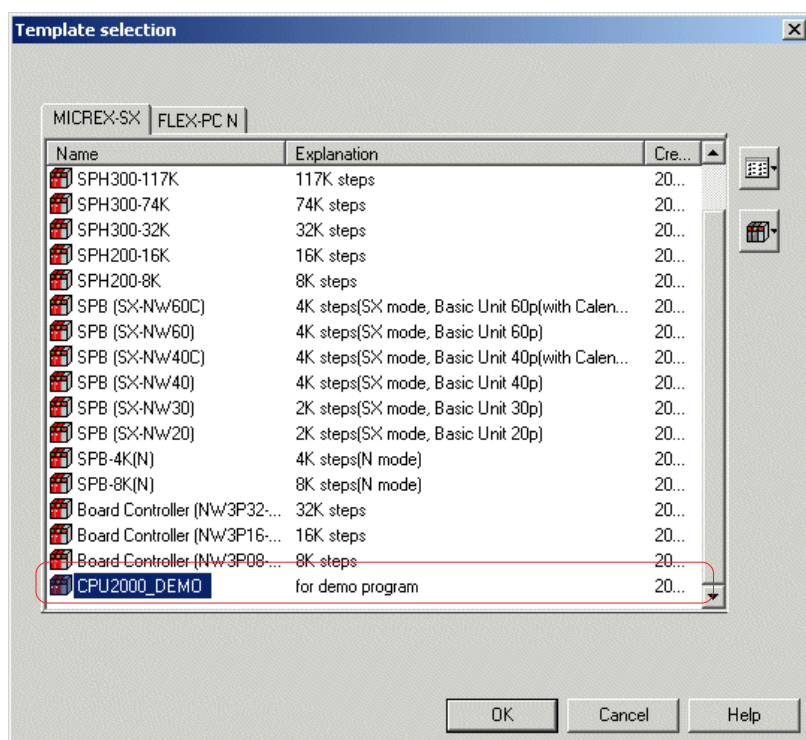 Template selection
MICREX-SX FLEX-PC N
Name Explanation Cre...
SPH300-117K 117K steps 20...
SPH300-74K 74K steps 20...
SPH300-32K 32K steps 20...
SPH200-16K 16K steps 20...
SPH200-8K 8K steps 20...
SPB (SX-NW60C) 4K steps(SX mode, Basic Unit 60p(with Calen... 20...
SPB (SX-NW60) 4K steps(SX mode, Basic Unit 60p) 20...
SPB (SX-NW40C) 4K steps(SX mode, Basic Unit 40p(with Calen... 20...
SPB (SX-NW40) 4K steps(SX mode, Basic Unit 40p) 20...
SPB (SX-NW30) 2K steps(SX mode, Basic Unit 30p) 20...
SPB (SX-NW20) 2K steps(SX mode, Basic Unit 20p) 20...
SPB-4K(N) 4K steps(N mode) 20...
SPB-8K(N) 8K steps(N mode) 20...
Board Controller (NW3P32-... 32K steps 20...
Board Controller (NW3P16-... 16K steps 20...
Board Controller (NW3P08-... 8K steps 20...
CPU2000_DEMO for demo program 20...
OK Cancel Help